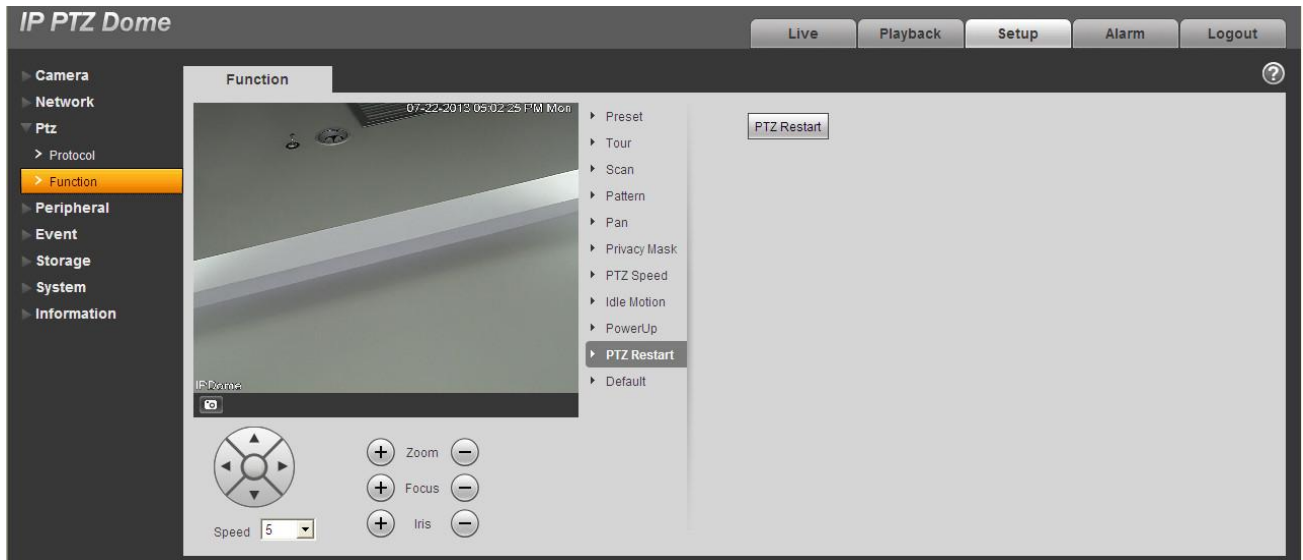 IP PTZ Dome
Live
Playback
Setup
Alarm
Logout
Camera
Network
Ptz
Protocol
Function
Peripheral
Event
Storage
System
Information
Function
07-22-2013 05:02:25 PM Mon
IP Dome
Preset
Tour
Scan
Pattern
Pan
Privacy Mask
PTZ Speed
Idle Motion
PowerUp
PTZ Restart
Default
PTZ Restart
Zoom
Focus
Iris
Speed 5